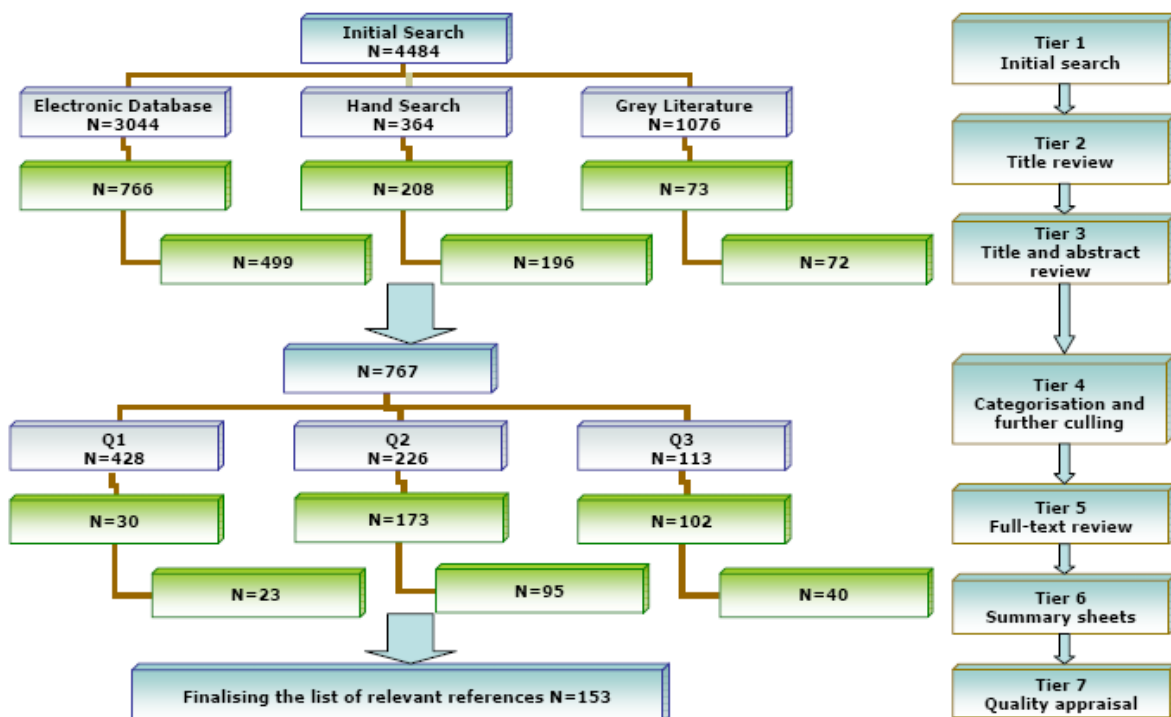 Initial Search
N=4484
Electronic Database
N=3044
Hand Search
N=364
Grey Literature
N=1076
N=766
N=208
N=73
N=499
N=196
N=72
N=767
Q1
N=428
Q2
N=226
Q3
N=113
N=30
N=173
N=102
N=23
N=95
N=40
Finalising the list of relevant references N=153
Tier 1
Initial search
Tier 2
Title review
Tier 3
Title and abstract
review
Tier 4
Categorisation and
further culling
Tier 5
Full-text review
Tier 6
Summary sheets
Tier 7
Quality appraisal